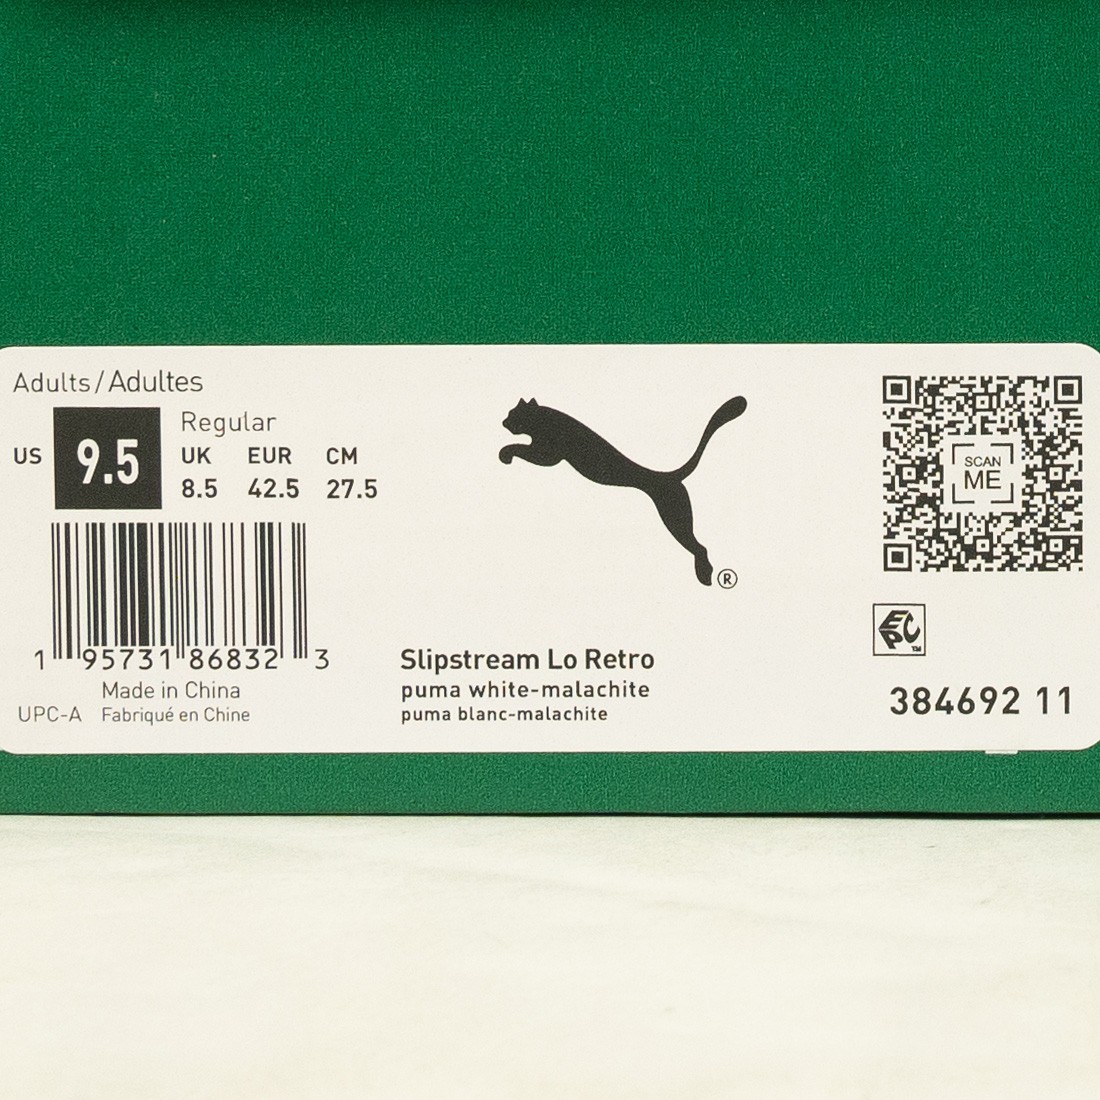 Adults/Adultes
US 9.5
Regular
UK EUR CM
8.5 42.5 27.5
1 95731 86832 3
Made in China
UPC-A Fabriqué en Chine
®
Slipstream Lo Retro
puma white-malachite
puma blanc-malachite
SCAN
ME
EPC™
384692 11